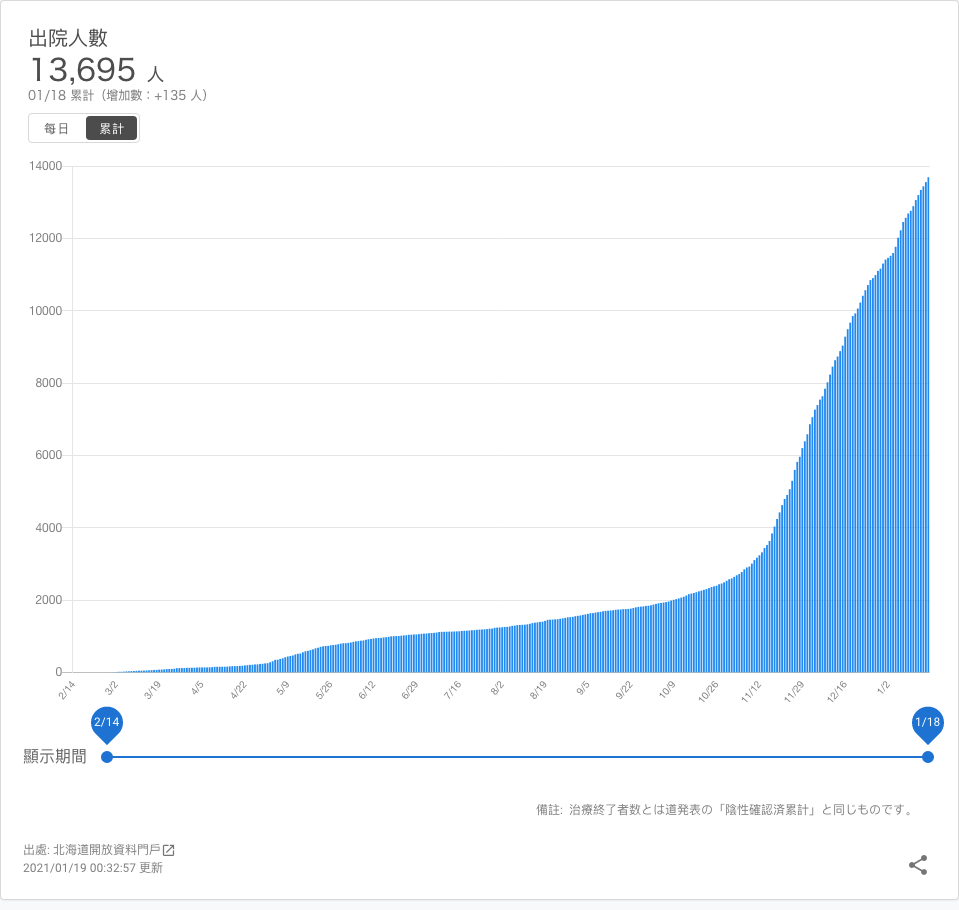 出院人數
13,695 人
01/18 累計（增加數：+135 人）
每日 累計
14000
12000
10000
8000
6000
4000
2000
0
2/14 3/2 3/19 4/5 4/22 5/9 5/26 6/12 6/29 7/16 8/2 8/19 9/5 9/22 10/9 10/26 11/12 11/29 12/16 1/2
2/14 1/18
顯示期間
備註: 治療終了者数とは道発表の「陰性確認済累計」と同じものです。
出處: 北海道開放資料門戶
2021/01/19 00:32:57 更新